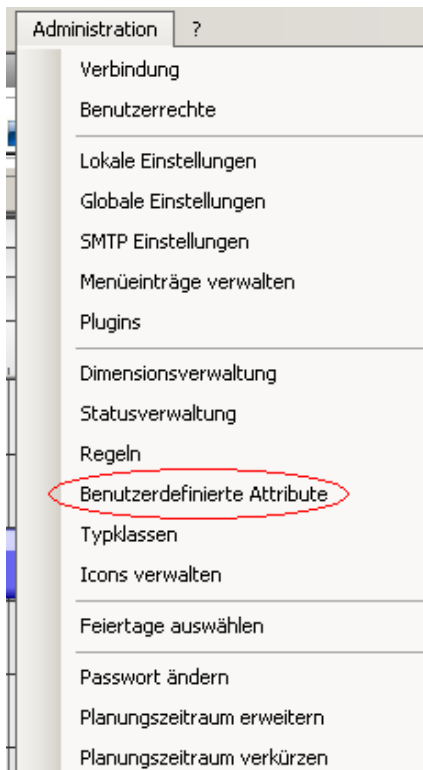 Administration ?
Verbindung
Benutzerrechte
Lokale Einstellungen
Globale Einstellungen
SMTP Einstellungen
Menüeinträge verwalten
Plugins
Dimensionsverwaltung
Statusverwaltung
Regeln
Benutzerdefinierte Attribute
Typklassen
Icons verwalten
Feiertage auswählen
Passwort ändern
Planungszeitraum erweitern
Planungszeitraum verkürzen